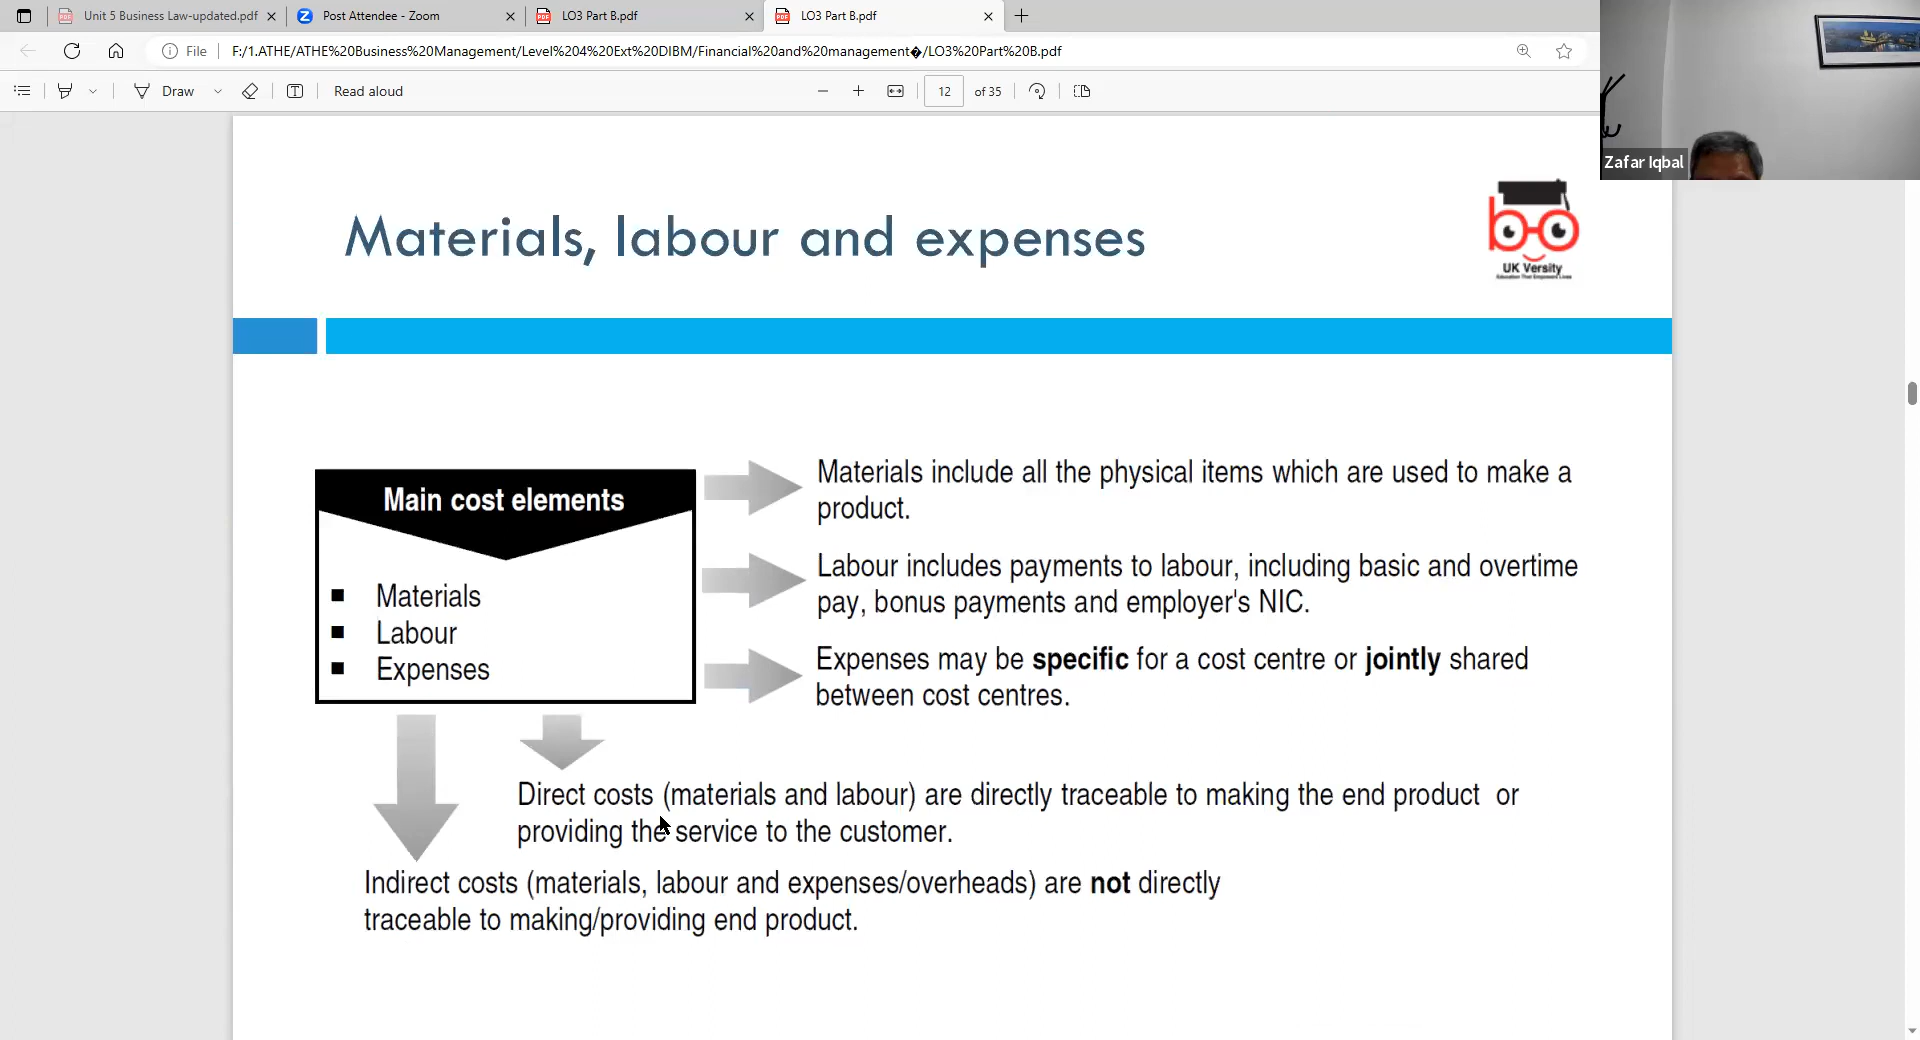 Unit 5 Business Law-updated.pdf
Post Attendee - Zoom
LO3 Part B.pdf
LO3 Part B.pdf
File
F:/1.ATHE/ATHE%20Business%20Management/Level%204%20Ext%20DIBM/Financial%20and%20management�/LO3%20Part%20B.pdf
Draw
Read aloud
12
of 35
Zafar Iqbal
Materials, labour and expenses
UK Versity
Education That Empowers Lives
Main cost elements
Materials include all the physical items which are used to make a
product.
Labour includes payments to labour, including basic and overtime
pay, bonus payments and employer's NIC.
■ Materials
■ Labour
■ Expenses
Expenses may be specific for a cost centre or jointly shared
between cost centres.
Direct costs (materials and labour) are directly traceable to making the end product or
providing the service to the customer.
Indirect costs (materials, labour and expenses/overheads) are not directly
traceable to making/providing end product.